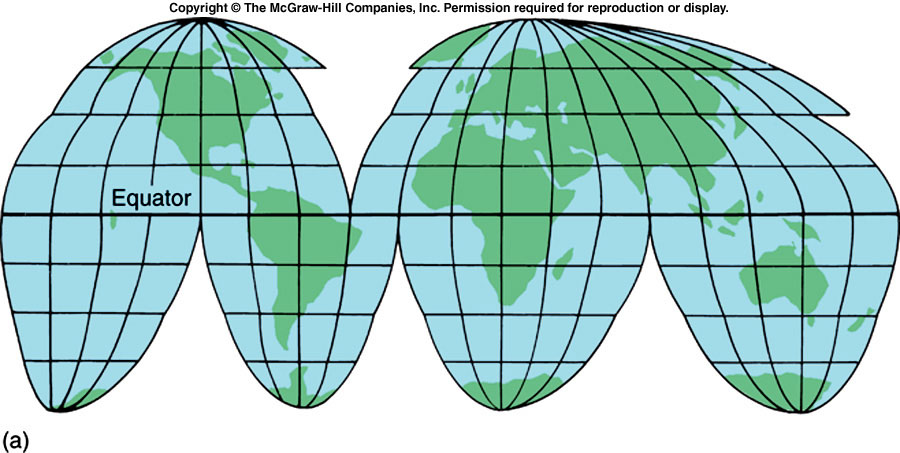 Copyright © The McGraw-Hill Companies, Inc. Permission required for reproduction or display.
Equator
(a)